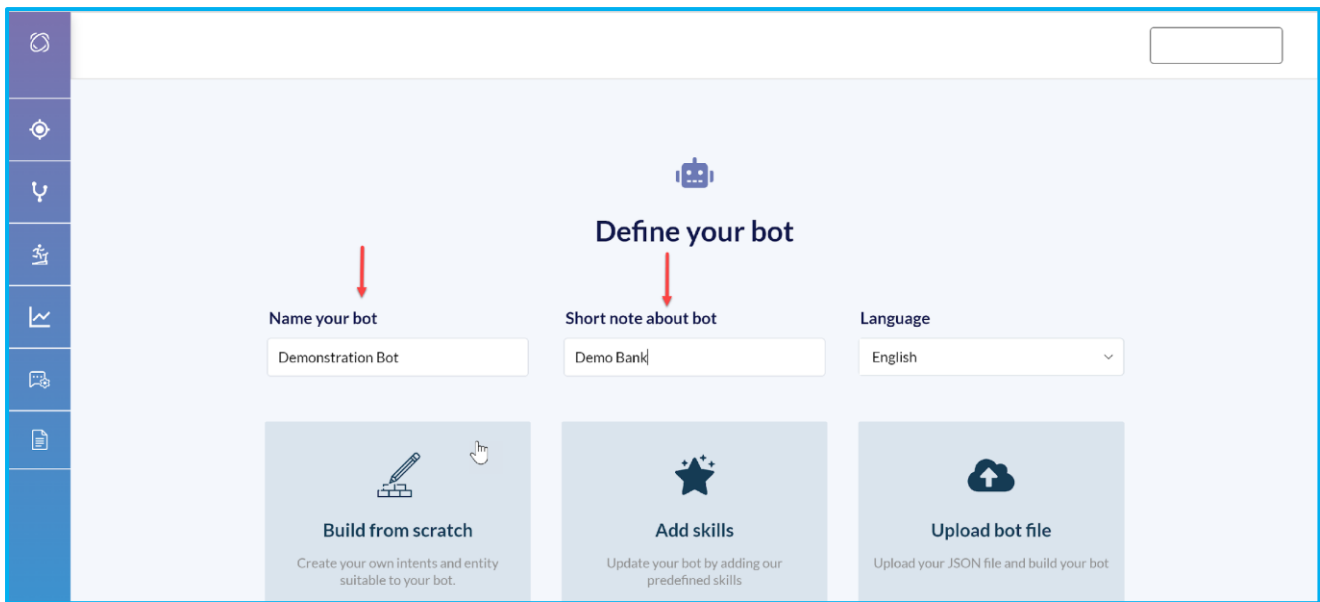 Define your bot
Name your bot
Short note about bot
Language
Demonstration Bot
Demo Bank
English
Build from scratch
Create your own intents and entity
suitable to your bot.
Add skills
Update your bot by adding our
predefined skills
Upload bot file
Upload your JSON file and build your bot